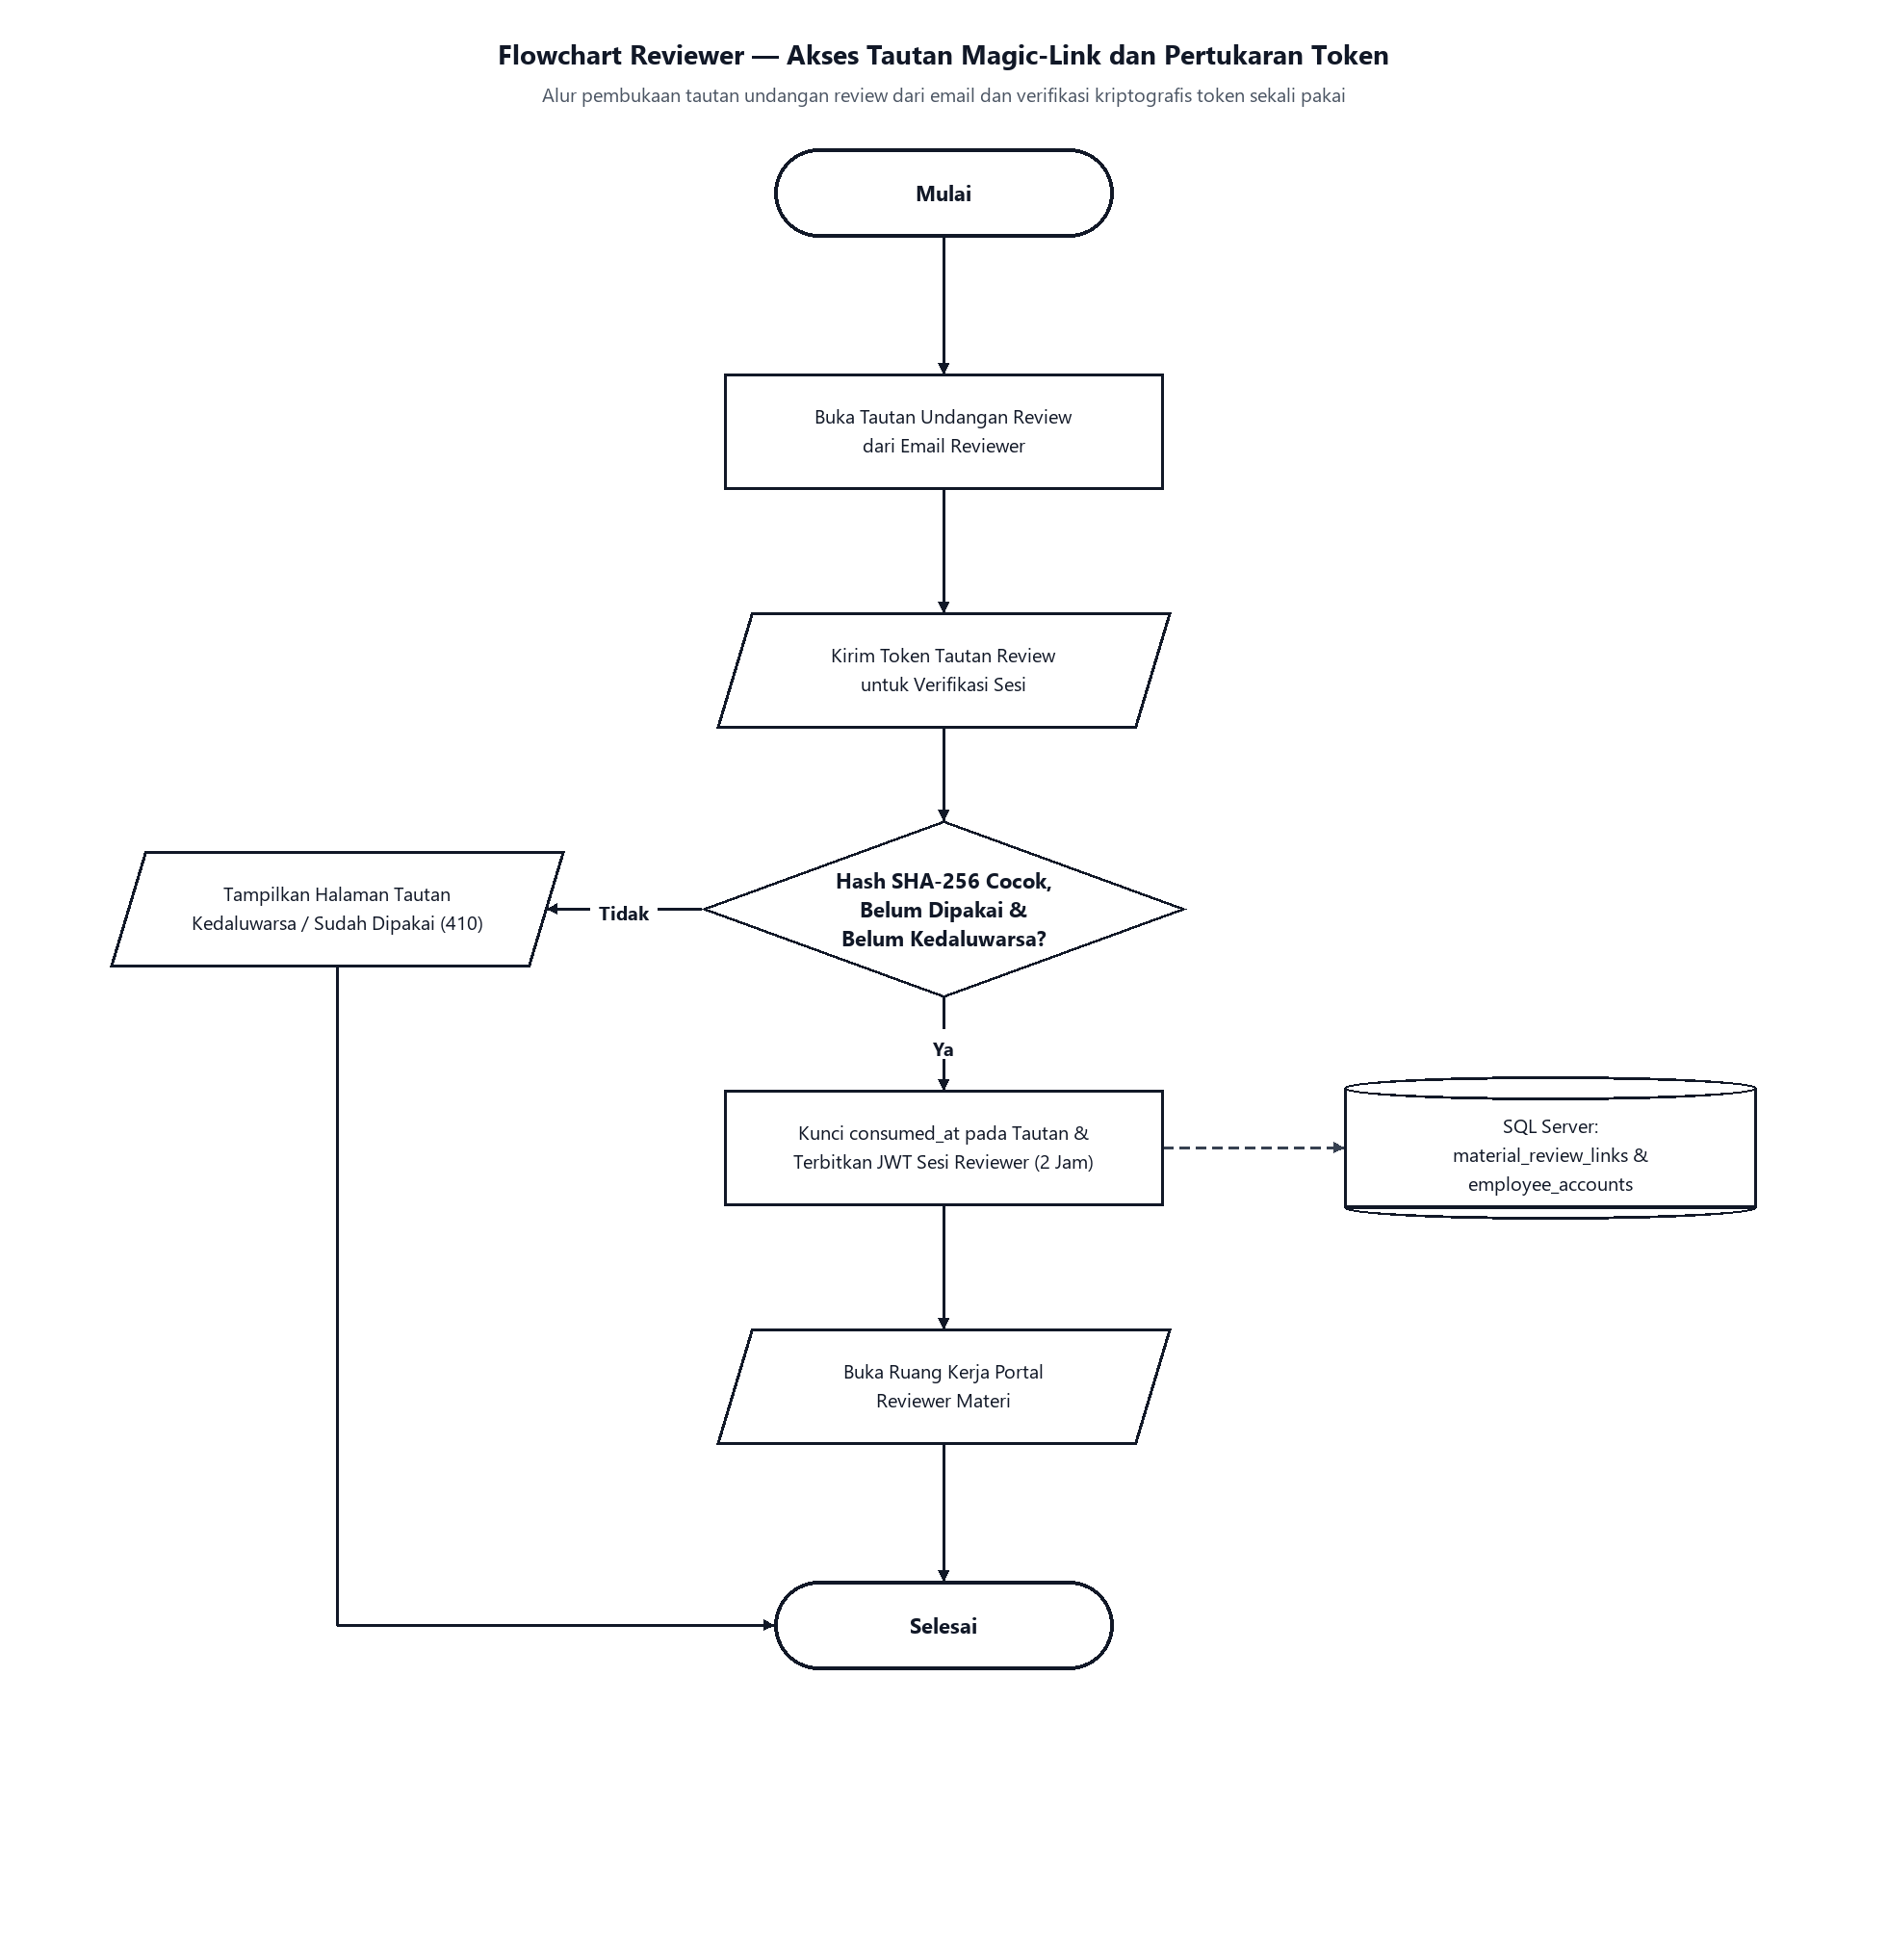 Flowchart Reviewer — Akses Tautan Magic-Link dan Pertukaran Token
Alur pembukaan tautan undangan review dari email dan verifikasi kriptografis token sekali pakai
Mulai
Buka Tautan Undangan Review
dari Email Reviewer
Kirim Token Tautan Review
untuk Verifikasi Sesi
Hash SHA-256 Cocok,
Belum Dipakai &
Belum Kedaluwarsa?
Tidak
Tampilkan Halaman Tautan
Kedaluwarsa / Sudah Dipakai (410)
Ya
Kunci consumed_at pada Tautan &
Terbitkan JWT Sesi Reviewer (2 Jam)
SQL Server:
material_review_links &
employee_accounts
Buka Ruang Kerja Portal
Reviewer Materi
Selesai